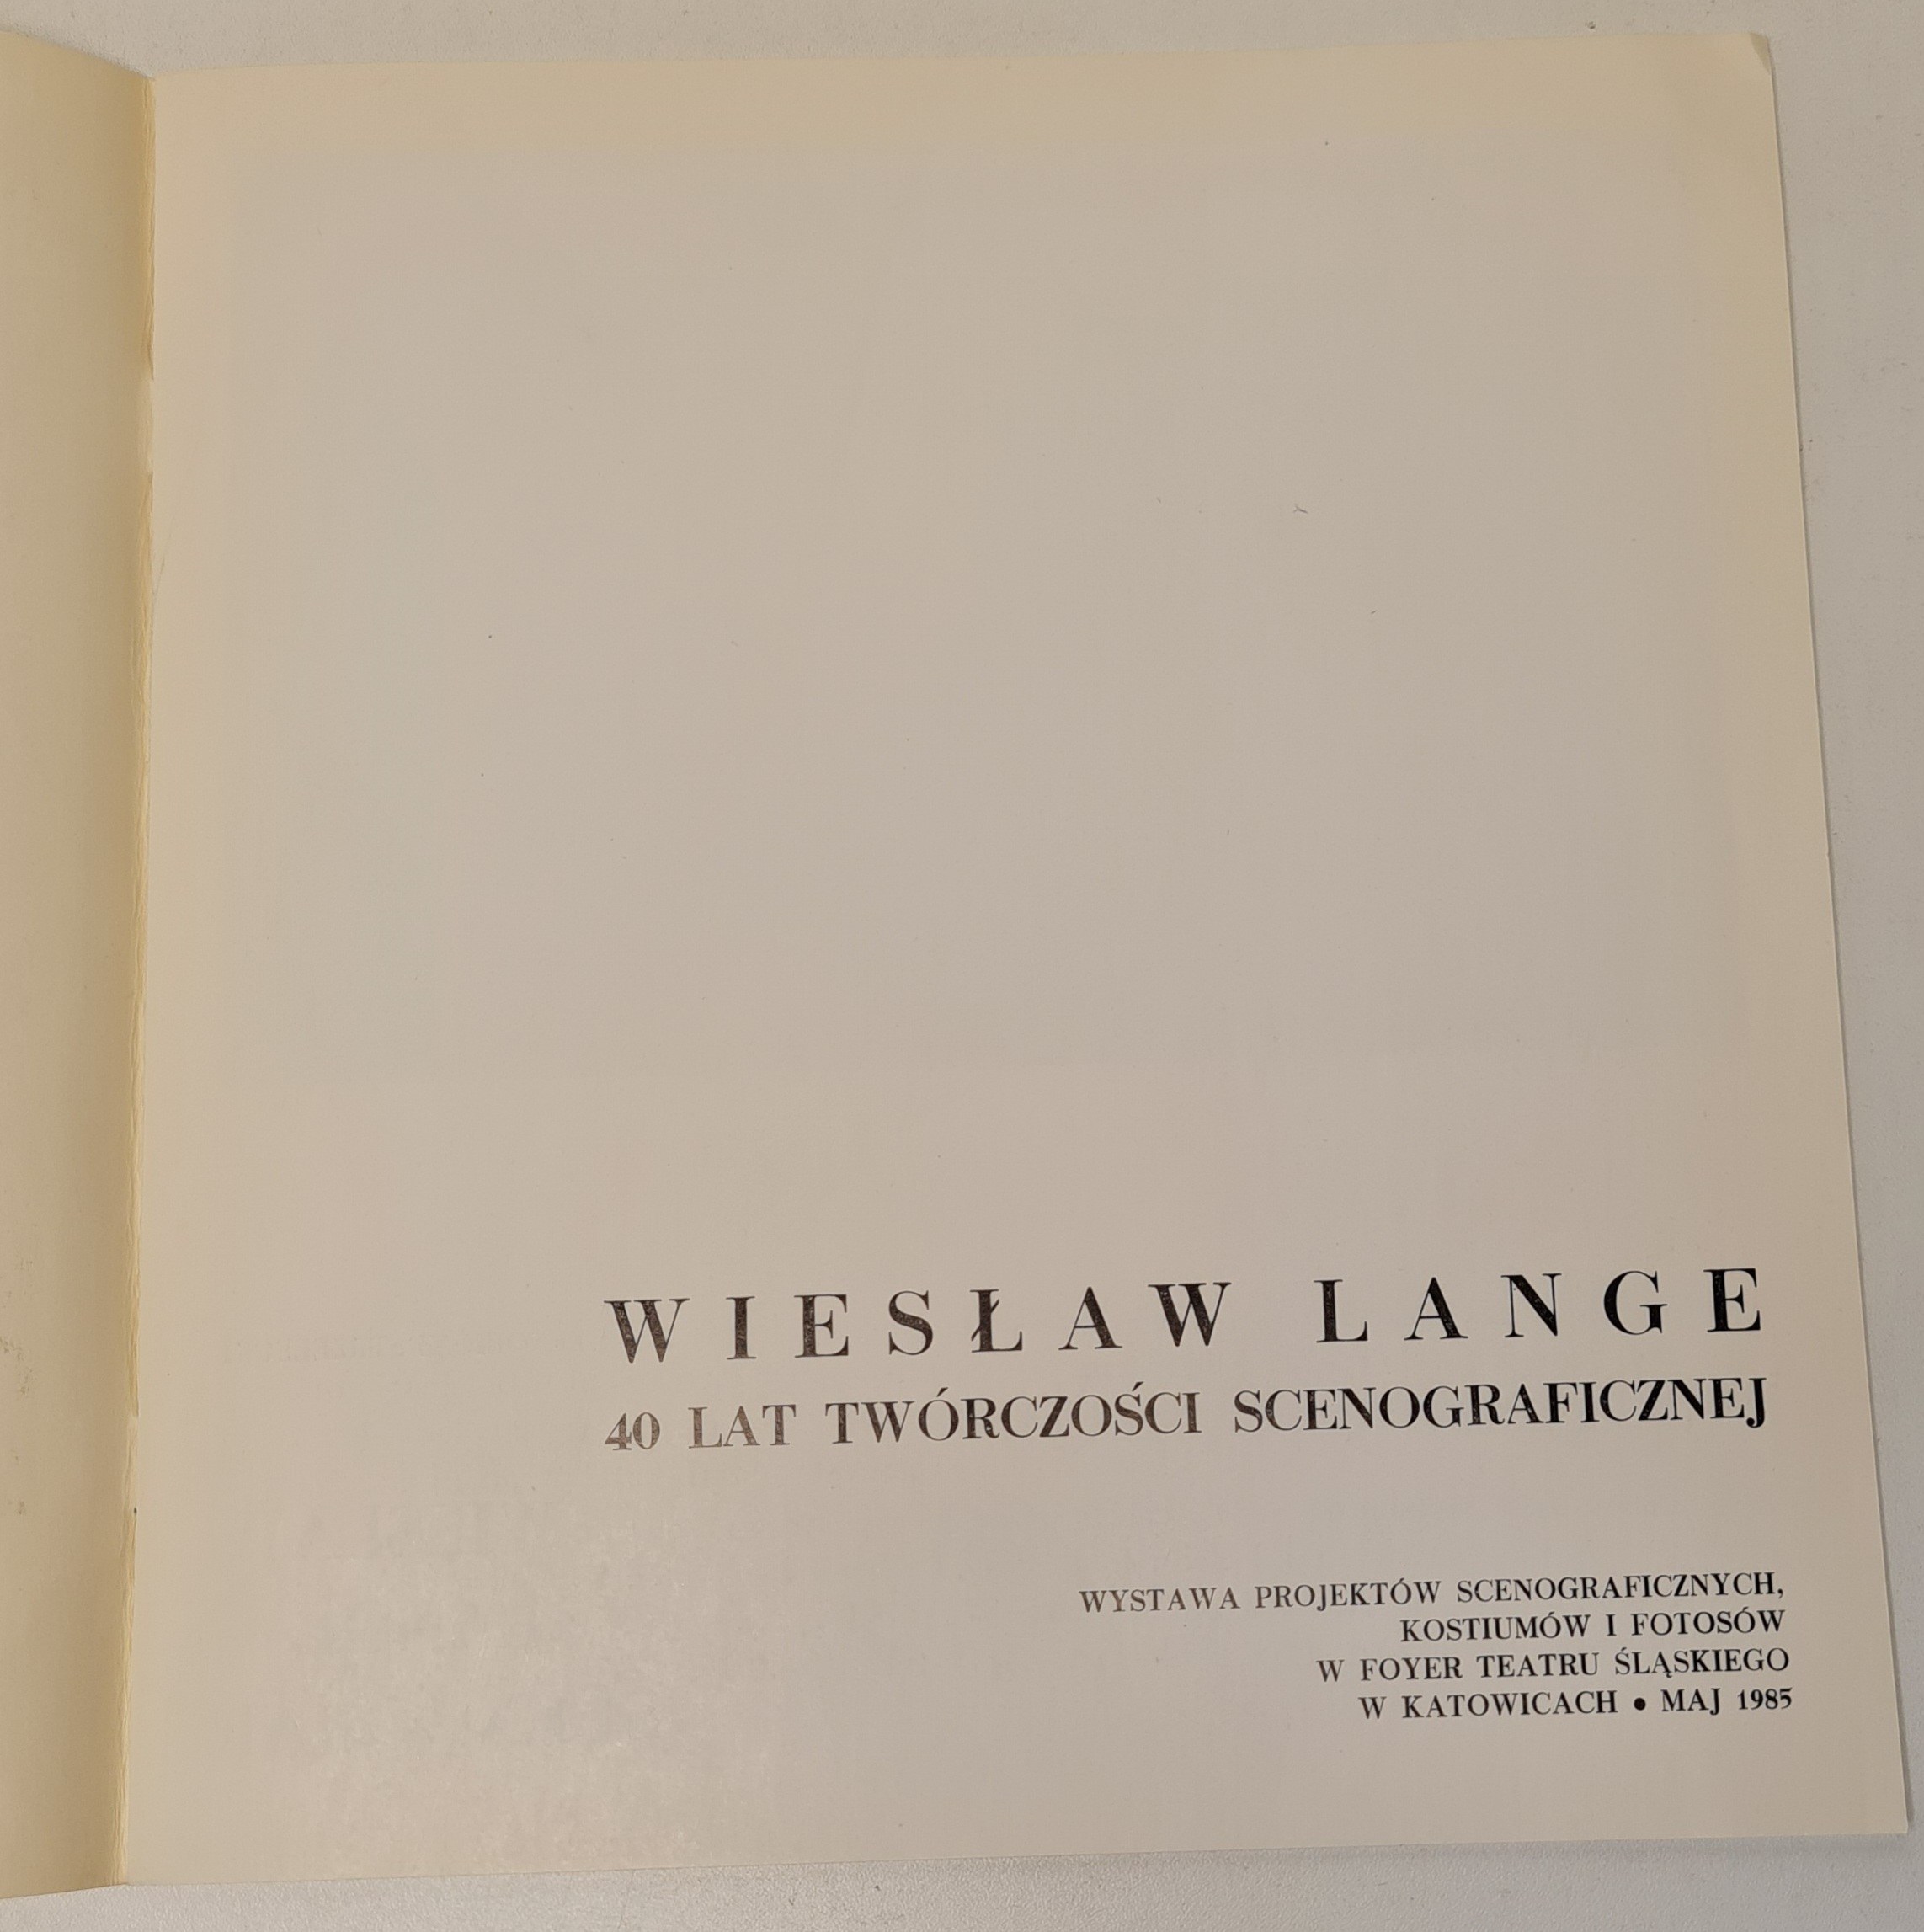 WIESŁAW LANGE
40 LAT TWÓRCZOŚCI SCENOGRAFICZNEJ
WYSTAWA PROJEKTÓW SCENOGRAFICZNYCH,
KOSTIUMÓW I FOTOSÓW
W FOYER TEATRU ŚLĄSKIEGO
W KATOWICACH • MAJ 1985